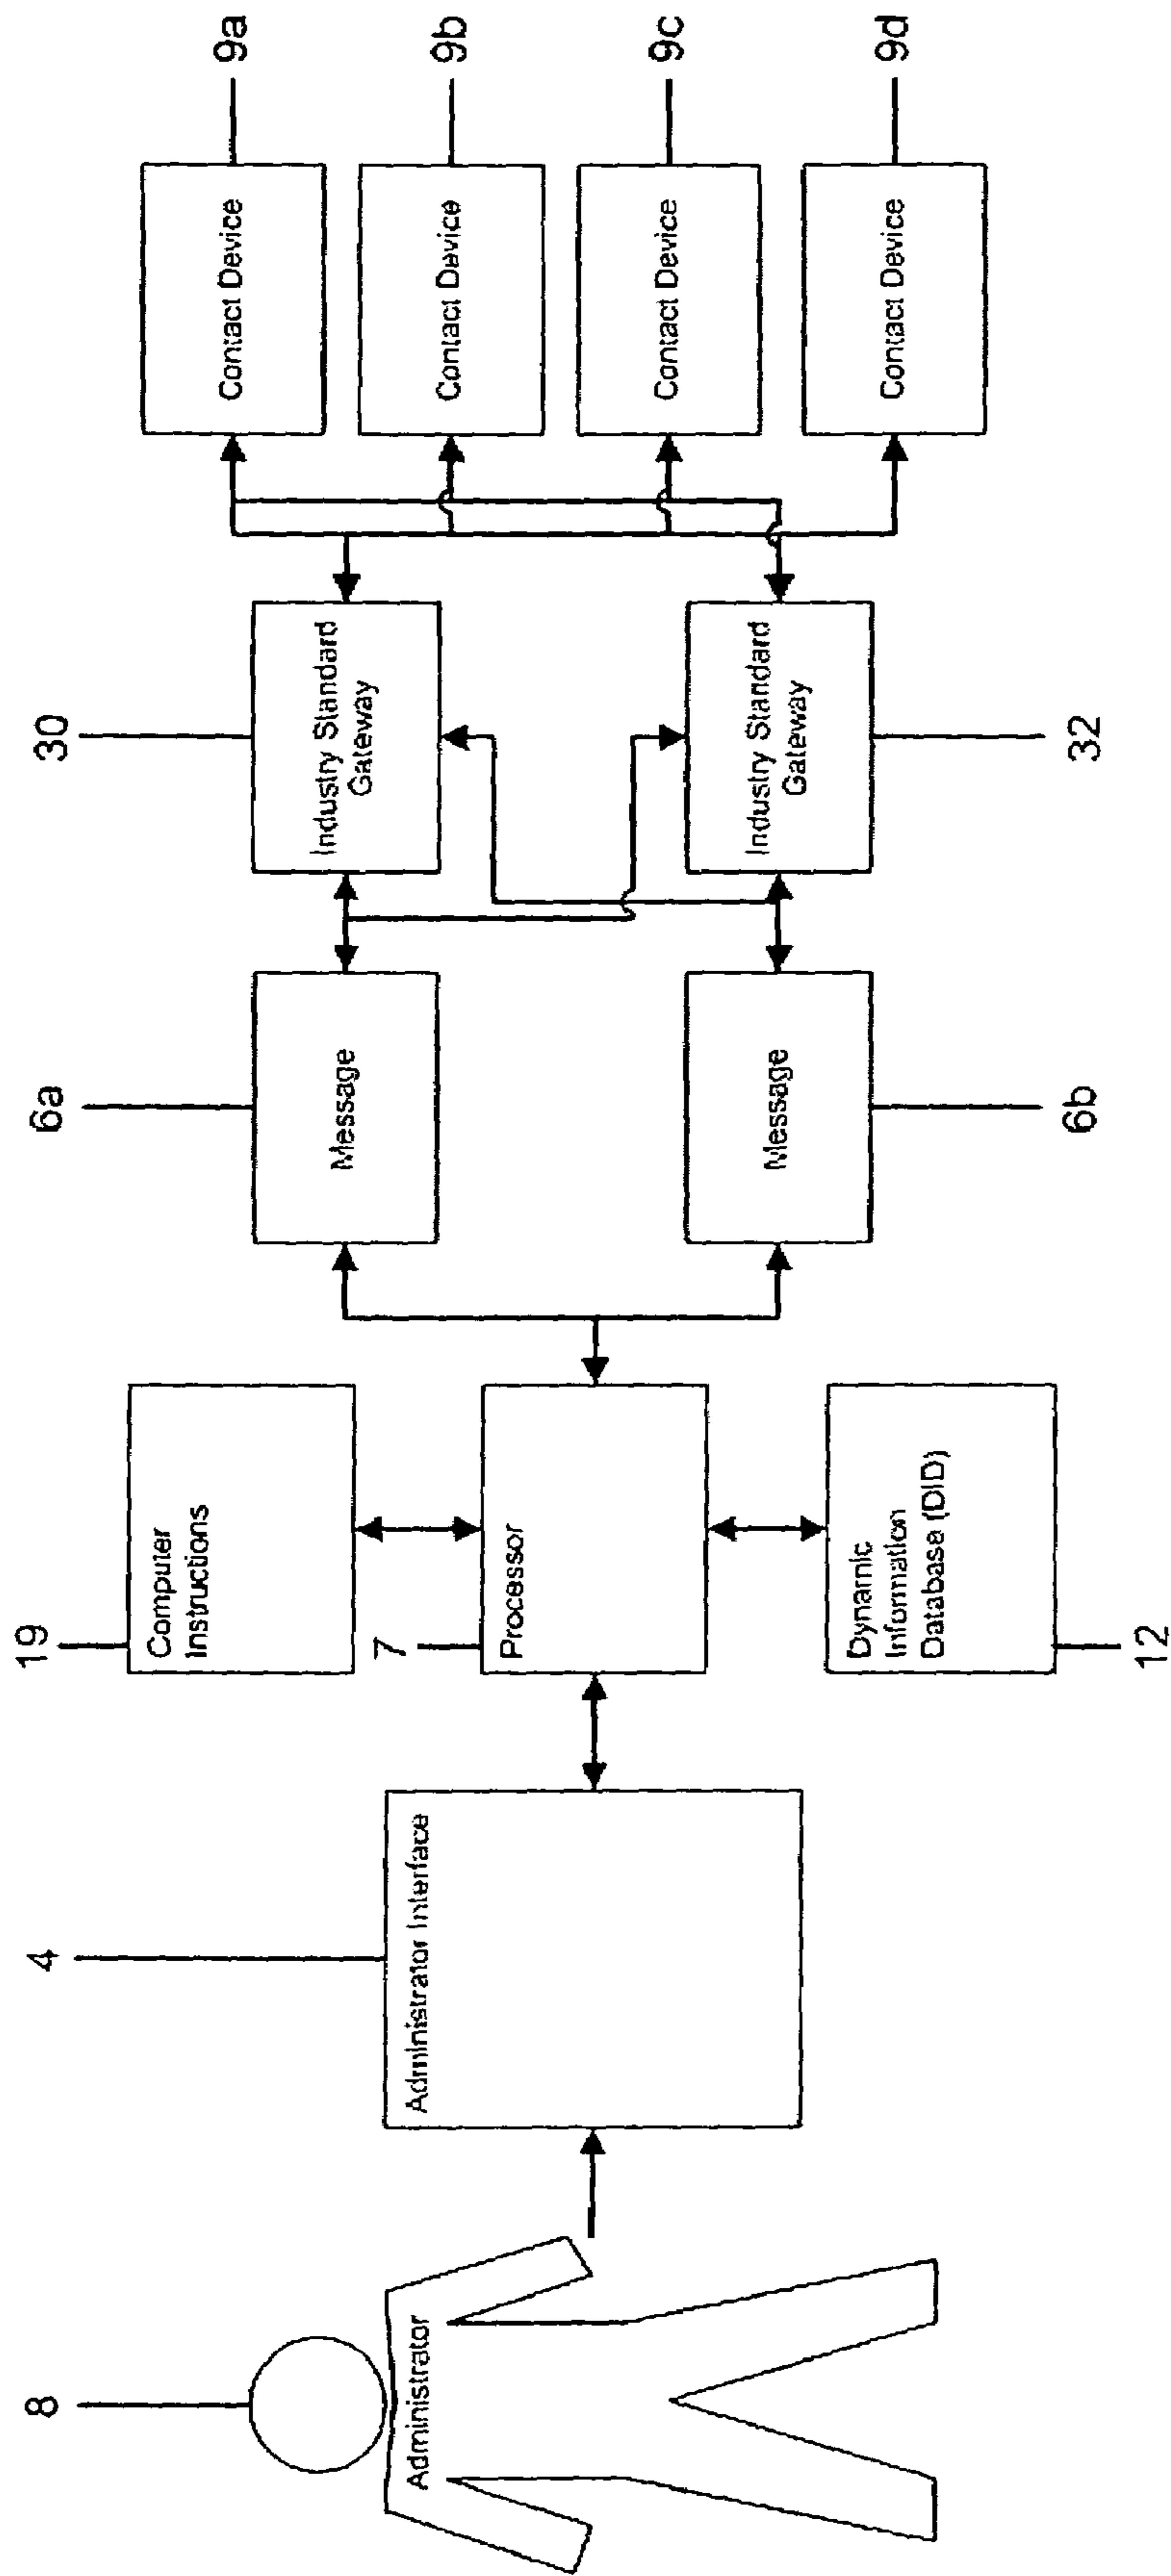 8
Administrator
4
Administrator Interface
19
Computer
Instructions
7
Processor
Dynamic
Information
Database (DID)
12
6a
Message
Message
6b
30
Industry Standard
Gateway
Industry Standard
Gateway
32
Contact Device
9a
Contact Device
9b
Contact Device
9c
Contact Device
9d